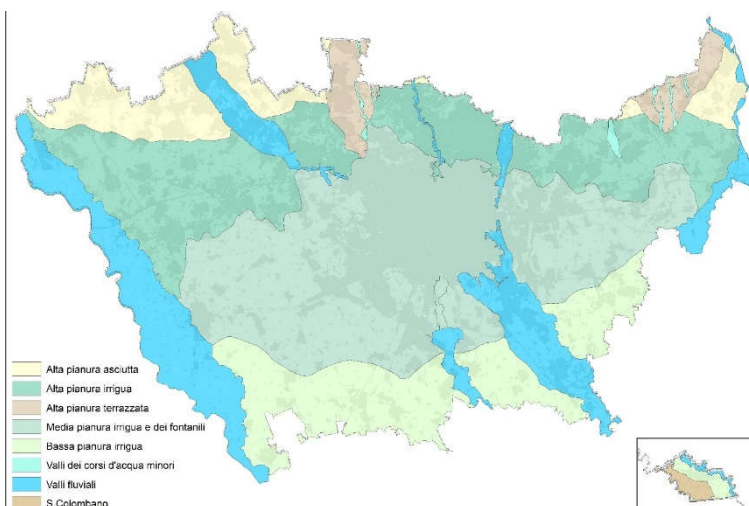 Alta pianura asciutta
Alta pianura irrigua
Alta pianura terrazzata
Media pianura irrigua e dei fontanili
Bassa pianura irrigua
Valli dei corsi d'acqua minori
Valli fluviali
S.Colombano